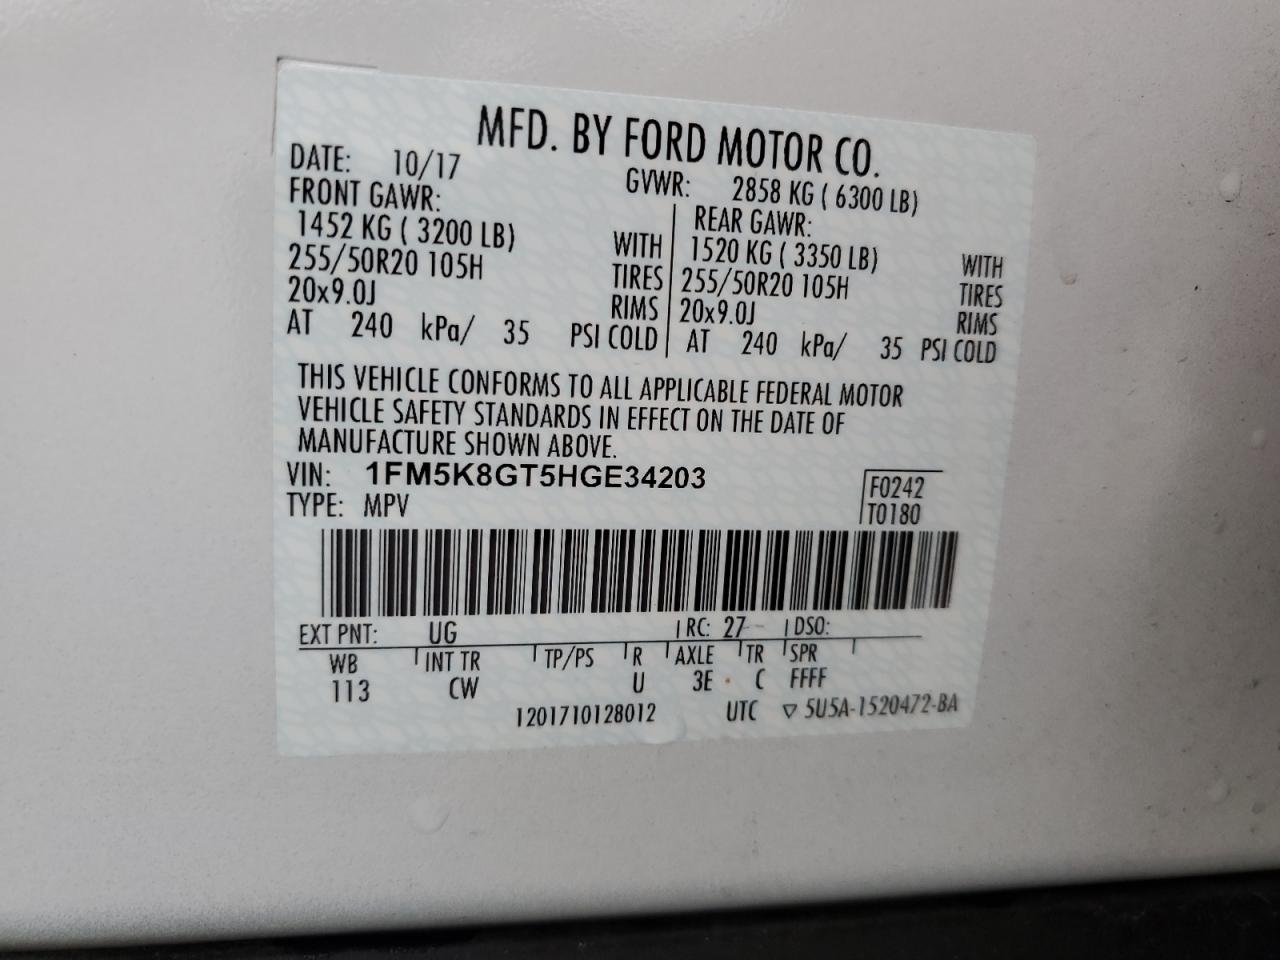 MFD. BY FORD MOTOR CO.
DATE: 10/17
GVWR: 2858 KG ( 6300 LB)
FRONT GAWR:
1452 KG ( 3200 LB) WITH
255/50R20 105H TIRES
20x9.0J RIMS
AT 240 kPa/ 35 PSI COLD
REAR GAWR:
1520 KG ( 3350 LB) WITH
255/50R20 105H TIRES
20x9.0J RIMS
AT 240 kPa/ 35 PSI COLD
THIS VEHICLE CONFORMS TO ALL APPLICABLE FEDERAL MOTOR
VEHICLE SAFETY STANDARDS IN EFFECT ON THE DATE OF
MANUFACTURE SHOWN ABOVE.
VIN: 1FM5K8GT5HGE34203
TYPE: MPV
F0242
T0180
EXT PNT: UG RC: 27 DSO:
WB INT TR TP/PS R AXLE TR SPR
113 CW U 3E C FFFF
1201710128012 UTC ▽ 5U5A-1520472-BA